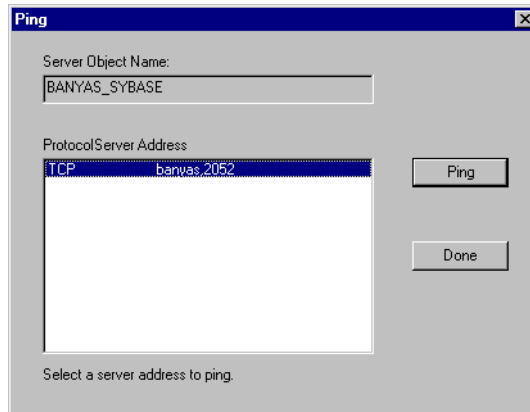 Ping
Server Object Name:
BANYAS_SYBASE
ProtocolServer Address
TCP banyas,2052
Ping
Done
Select a server address to ping.